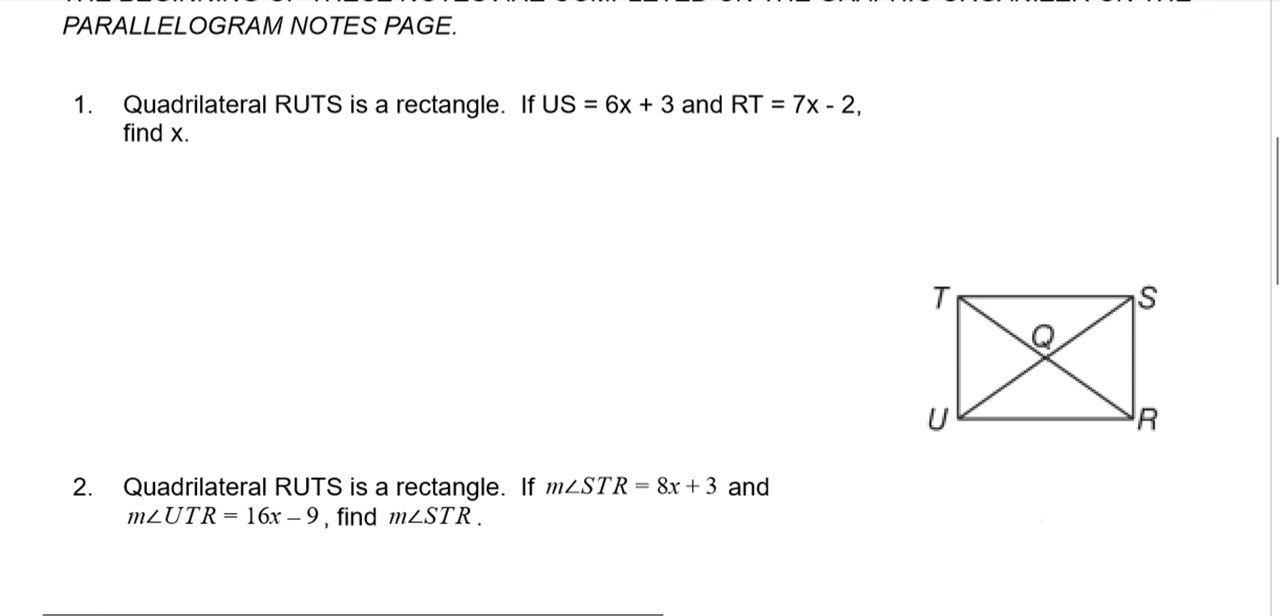 PARALLELOGRAM NOTES PAGE.
1. Quadrilateral RUTS is a rectangle. If US = 6x + 3 and RT = 7x - 2,
find x.
T
S
Q
U
R
2. Quadrilateral RUTS is a rectangle. If m∠STR = 8x + 3 and
m∠UTR = 16x – 9, find m∠STR.